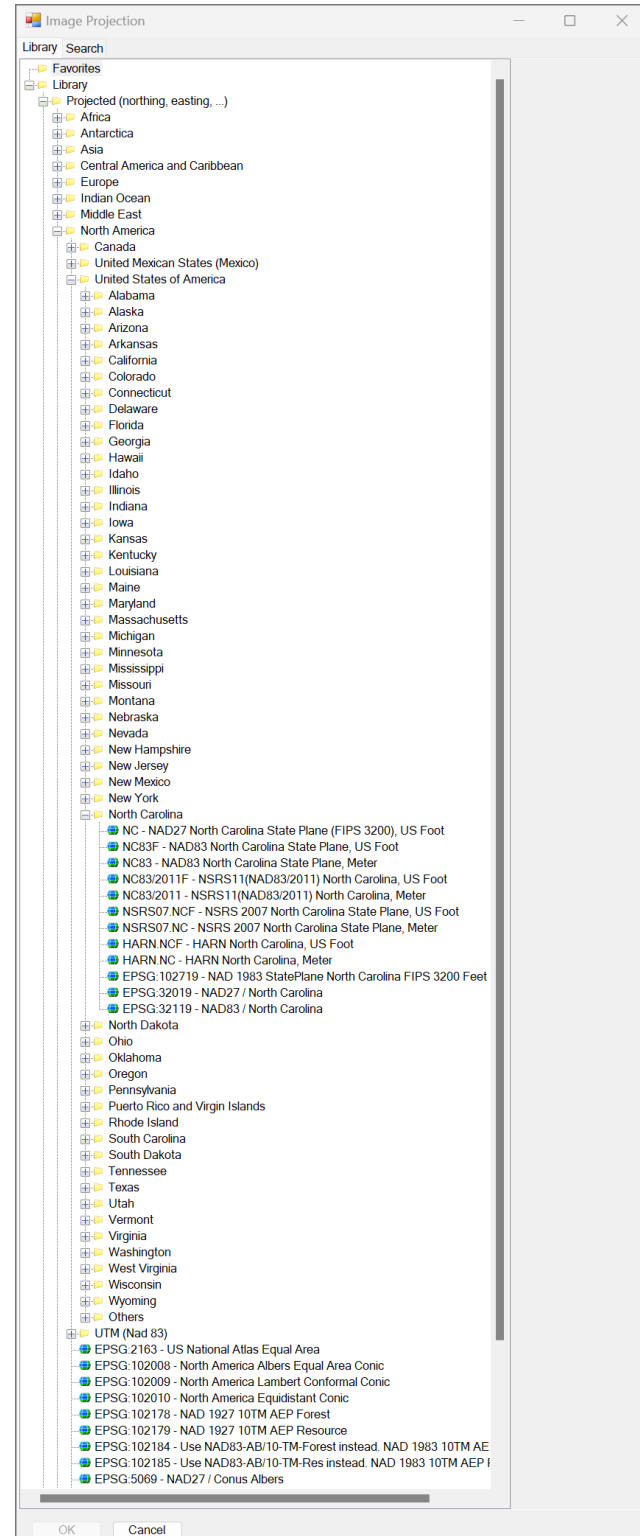 Image Projection
Library Search
Favorites
Library
Projected (northing, easting, ...)
Africa
Antarctica
Asia
Central America and Caribbean
Europe
Indian Ocean
Middle East
North America
Canada
United Mexican States (Mexico)
United States of America
Alabama
Alaska
Arizona
Arkansas
California
Colorado
Connecticut
Delaware
Florida
Georgia
Hawaii
Idaho
Illinois
Indiana
Iowa
Kansas
Kentucky
Louisiana
Maine
Maryland
Massachusetts
Michigan
Minnesota
Mississippi
Missouri
Montana
Nebraska
Nevada
New Hampshire
New Jersey
New Mexico
New York
North Carolina
NC - NAD27 North Carolina State Plane (FIPS 3200), US Foot
NC83F - NAD83 North Carolina State Plane, US Foot
NC83 - NAD83 North Carolina State Plane, Meter
NC83/2011F - NSRS11(NAD83/2011) North Carolina, US Foot
NC83/2011 - NSRS11(NAD83/2011) North Carolina, Meter
NSRS07.NCF - NSRS 2007 North Carolina State Plane, US Foot
NSRS07.NC - NSRS 2007 North Carolina State Plane, Meter
HARN.NCF - HARN North Carolina, US Foot
HARN.NC - HARN North Carolina, Meter
EPSG:102719 - NAD 1983 StatePlane North Carolina FIPS 3200 Feet
EPSG:32019 - NAD27 / North Carolina
EPSG:32119 - NAD83 / North Carolina
North Dakota
Ohio
Oklahoma
Oregon
Pennsylvania
Puerto Rico and Virgin Islands
Rhode Island
South Carolina
South Dakota
Tennessee
Texas
Utah
Vermont
Virginia
Washington
West Virginia
Wisconsin
Wyoming
Others
UTM (Nad 83)
EPSG:2163 - US National Atlas Equal Area
EPSG:102008 - North America Albers Equal Area Conic
EPSG:102009 - North America Lambert Conformal Conic
EPSG:102010 - North America Equidistant Conic
EPSG:102178 - NAD 1927 10TM AEP Forest
EPSG:102179 - NAD 1927 10TM AEP Resource
EPSG:102184 - Use NAD83-AB/10-TM-Forest instead. NAD 1983 10TM AE
EPSG:102185 - Use NAD83-AB/10-TM-Res instead. NAD 1983 10TM AEP
EPSG:5069 - NAD27 / Conus Albers
OK Cancel